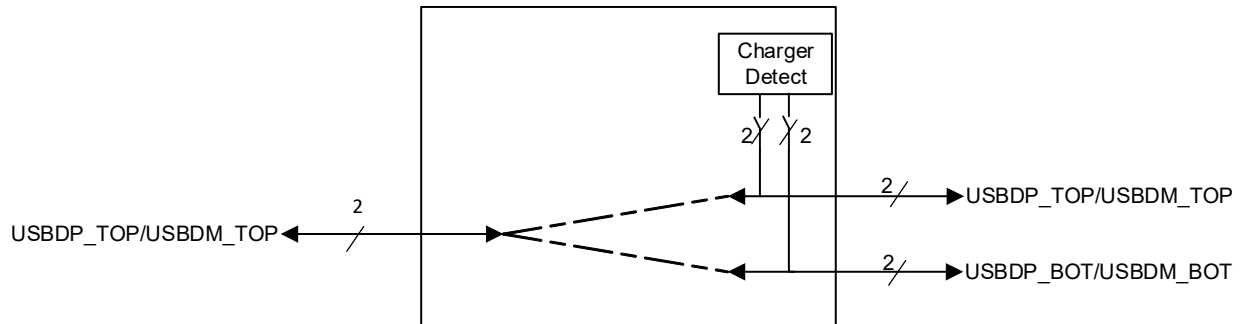 Charger
Detect
2 2
2 USBDP_TOP/USBDM_TOP
2
USBDP_TOP/USBDM_TOP
2 USBDP_BOT/USBDM_BOT